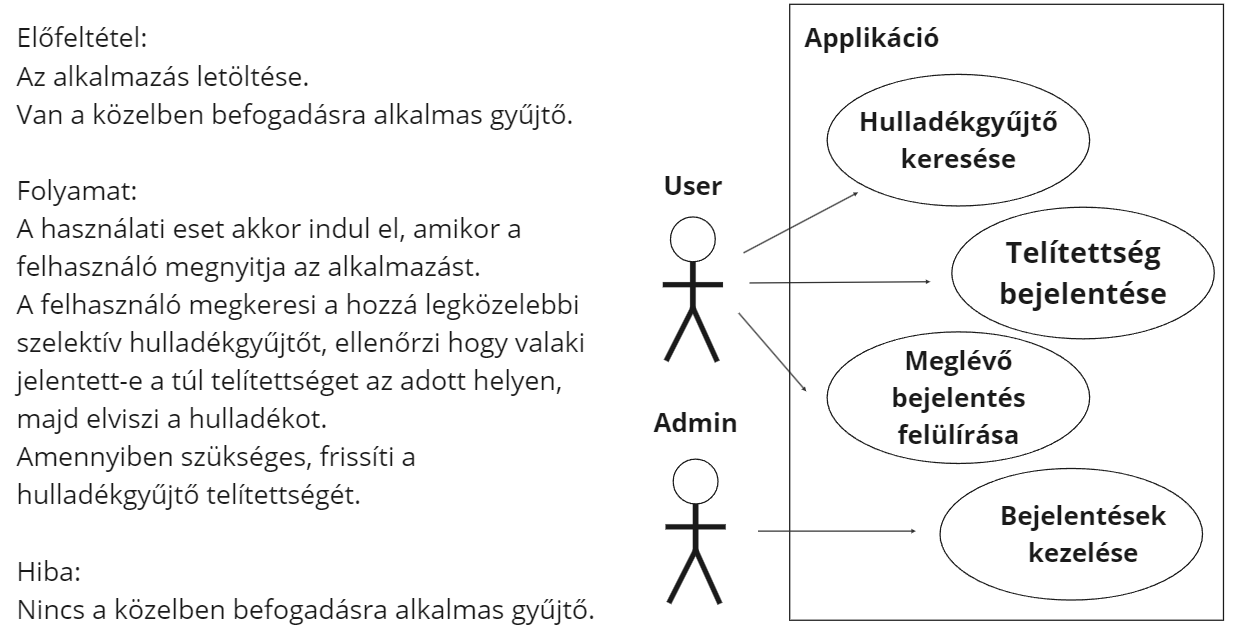 Előfeltétel:
Az alkalmazás letöltése.
Van a közelben befogadásra alkalmas gyűjtő.
Folyamat:
A használati eset akkor indul el, amikor a
felhasználó megnyitja az alkalmazást.
A felhasználó megkeresi a hozzá legközelebbi
szelektív hulladékgyűjtőt, ellenőrzi hogy valaki
jelentett-e a túl telítettséget az adott helyen,
majd elviszi a hulladékot.
Amennyiben szükséges, frissíti a
hulladékgyűjtő telítettségét.
Hiba:
Nincs a közelben befogadásra alkalmas gyűjtő.
User
Admin
Applikáció
Hulladékgyűjtő
keresése
Telítettség
bejelentése
Meglévő
bejelentés
felülírása
Bejelentések
kezelése